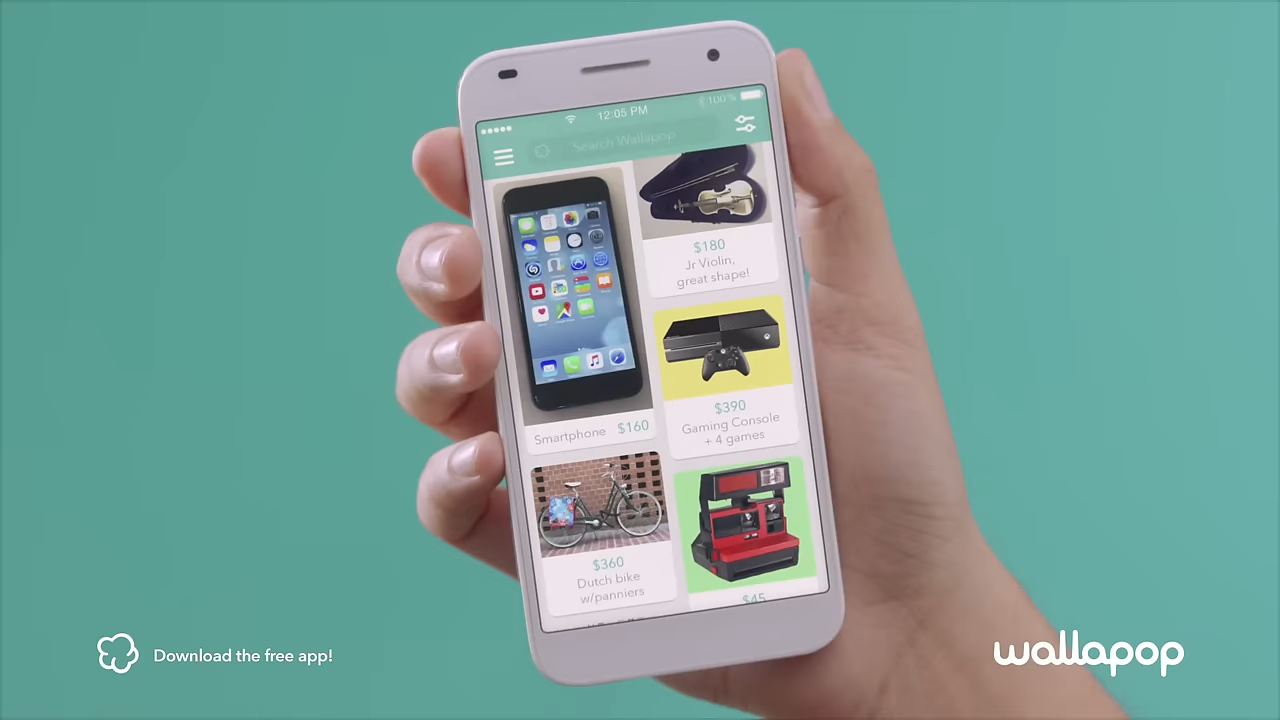 12:05 PM
100%
Search Wallapop
$180
Jr Violin,
great shape!
Smartphone $160
$390
Gaming Console
+ 4 games
$360
Dutch bike
w/panniers
$45
Download the free app!
wallapop